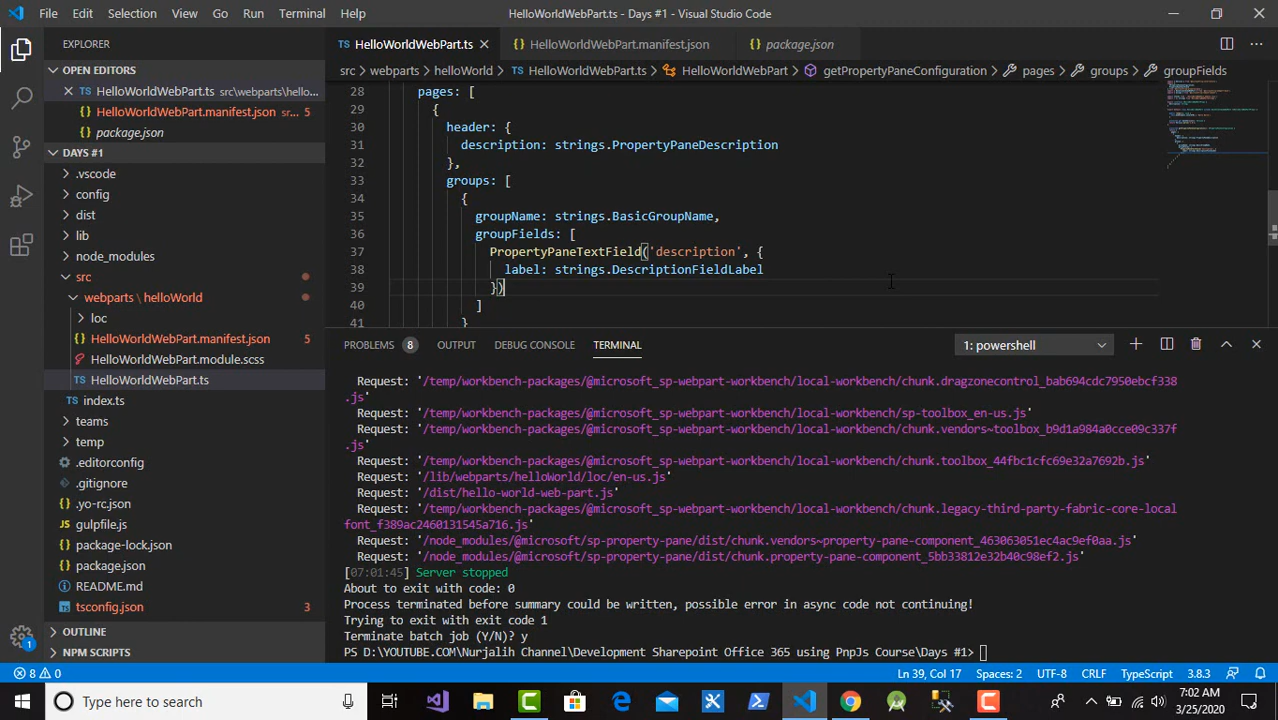 File Edit Selection View Go Run Terminal Help HelloWorldWebPart.ts - Days #1 - Visual Studio Code
EXPLORER
OPEN EDITORS
HelloWorldWebPart.ts src\webparts\hello...
HelloWorldWebPart.manifest.json src... 5
package.json
DAYS #1
.vscode
config
dist
lib
node_modules
src
webparts \ helloWorld
loc
HelloWorldWebPart.manifest.json 5
HelloWorldWebPart.module.scss
HelloWorldWebPart.ts
index.ts
teams
temp
.editorconfig
.gitignore
.yo-rc.json
gulpfile.js
package-lock.json
package.json
README.md
tsconfig.json 3
OUTLINE
NPM SCRIPTS
HelloWorldWebPart.ts HelloWorldWebPart.manifest.json package.json
src > webparts > helloWorld > HelloWorldWebPart.ts > HelloWorldWebPart > getPropertyPaneConfiguration > pages > groups > groupFields
28 pages: [
29 {
30 header: {
31 description: strings.PropertyPaneDescription
32 },
33 groups: [
34 {
35 groupName: strings.BasicGroupName,
36 groupFields: [
37 PropertyPaneTextField('description', {
38 label: strings.DescriptionFieldLabel
39 })
40 ]
41 }
PROBLEMS 8 OUTPUT DEBUG CONSOLE TERMINAL 1: powershell
Request: '/temp/workbench-packages/@microsoft_sp-webpart-workbench/local-workbench/chunk.dragzonecontrol_bab694cdc7950ebcf338
.js'
Request: '/temp/workbench-packages/@microsoft_sp-webpart-workbench/local-workbench/sp-toolbox_en-us.js'
Request: '/temp/workbench-packages/@microsoft_sp-webpart-workbench/local-workbench/chunk.vendors~toolbox_b9d1a984a0cce09c337f
.js'
Request: '/temp/workbench-packages/@microsoft_sp-webpart-workbench/local-workbench/chunk.toolbox_44fbc1cfc69e32a7692b.js'
Request: '/lib/webparts/helloWorld/loc/en-us.js'
Request: '/dist/hello-world-web-part.js'
Request: '/temp/workbench-packages/@microsoft_sp-webpart-workbench/local-workbench/chunk.legacy-third-party-fabric-core-local
font_f389ac2460131545a716.js'
Request: '/node_modules/@microsoft/sp-property-pane/dist/chunk.vendors~property-pane-component_463063051ec4ac9ef0aa.js'
Request: '/node_modules/@microsoft/sp-property-pane/dist/chunk.property-pane-component_5bb33812e32b40c98ef2.js'
[07:01:45] Server stopped
About to exit with code: 0
Process terminated before summary could be written, possible error in async code not continuing!
Trying to exit with exit code 1
Terminate batch job (Y/N)? y
PS D:\YOUTUBE.COM\Nurjalih Channel\Development Sharepoint Office 365 using PnpJs Course\Days #1>
8 0 Ln 39, Col 17 Spaces: 2 UTF-8 CRLF TypeScript 3.8.3
1
Type here to search
7:02 AM
3/25/2020